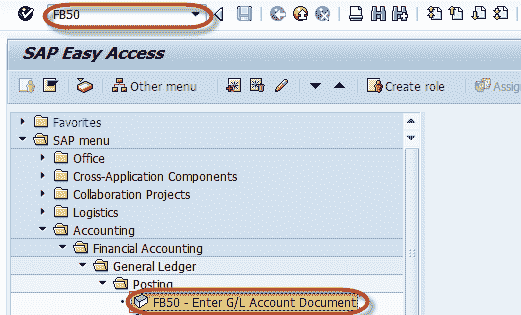 FB50
SAP Easy Access
Other menu
Create role
Assig
Favorites
SAP menu
Office
Cross-Application Components
Collaboration Projects
Logistics
Accounting
Financial Accounting
General Ledger
Posting
FB50 - Enter G/L Account Document